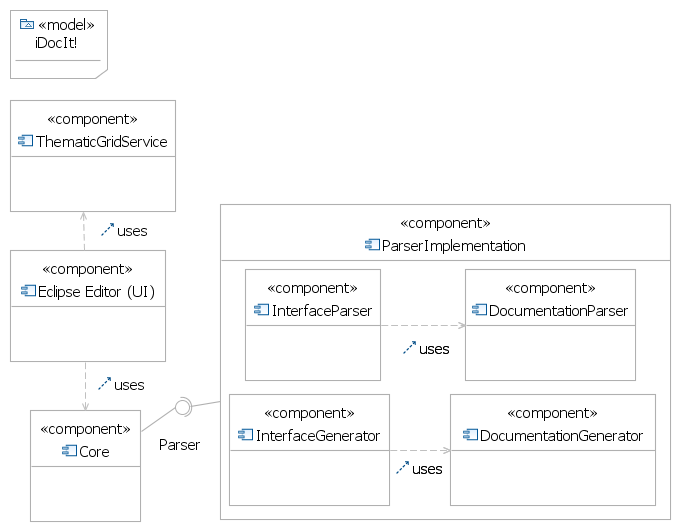 «model»
iDocIt!
«component»
ThematicGridService
uses
«component»
Eclipse Editor (UI)
uses
«component»
Core
Parser
«component»
ParserImplementation
«component»
InterfaceParser
«component»
DocumentationParser
uses
«component»
InterfaceGenerator
«component»
DocumentationGenerator
uses